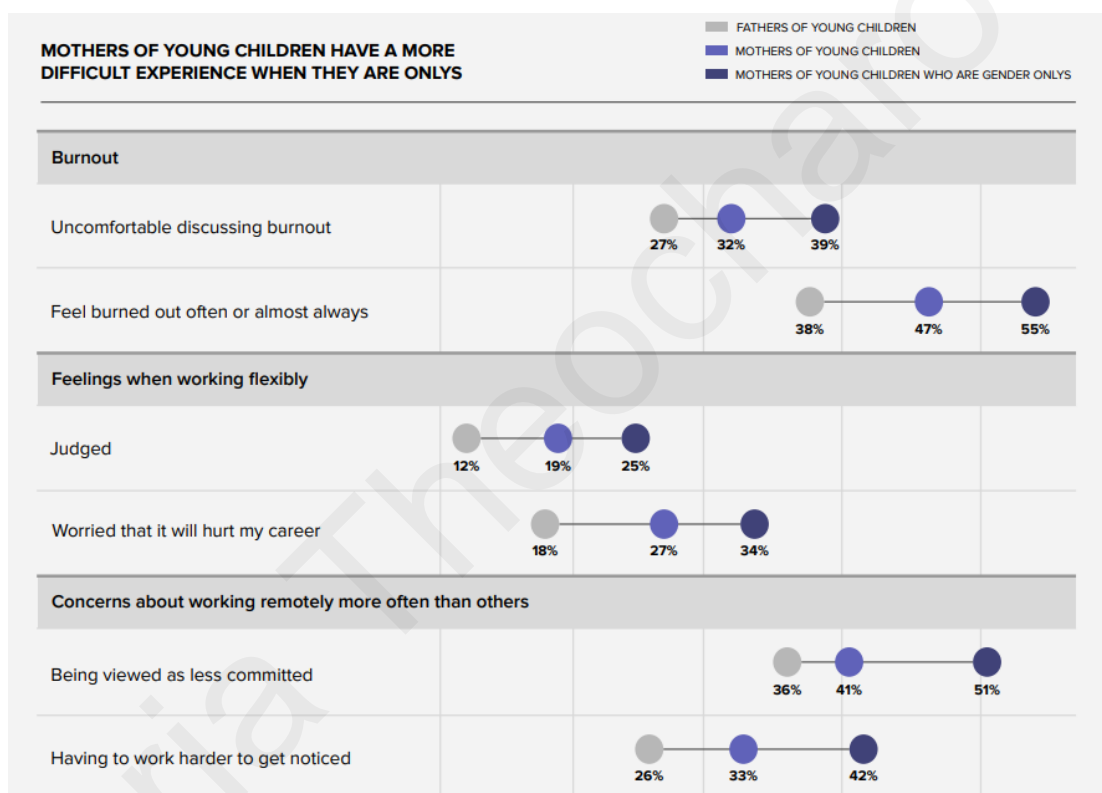 MOTHERS OF YOUNG CHILDREN HAVE A MORE
DIFFICULT EXPERIENCE WHEN THEY ARE ONLYS
FATHERS OF YOUNG CHILDREN
MOTHERS OF YOUNG CHILDREN
MOTHERS OF YOUNG CHILDREN WHO ARE GENDER ONLYS
Burnout
Uncomfortable discussing burnout
27% 32% 39%
Feel burned out often or almost always
38% 47% 55%
Feelings when working flexibly
Judged
12% 19% 25%
Worried that it will hurt my career
18% 27% 34%
Concerns about working remotely more often than others
Being viewed as less committed
36% 41% 51%
Having to work harder to get noticed
26% 33% 42%